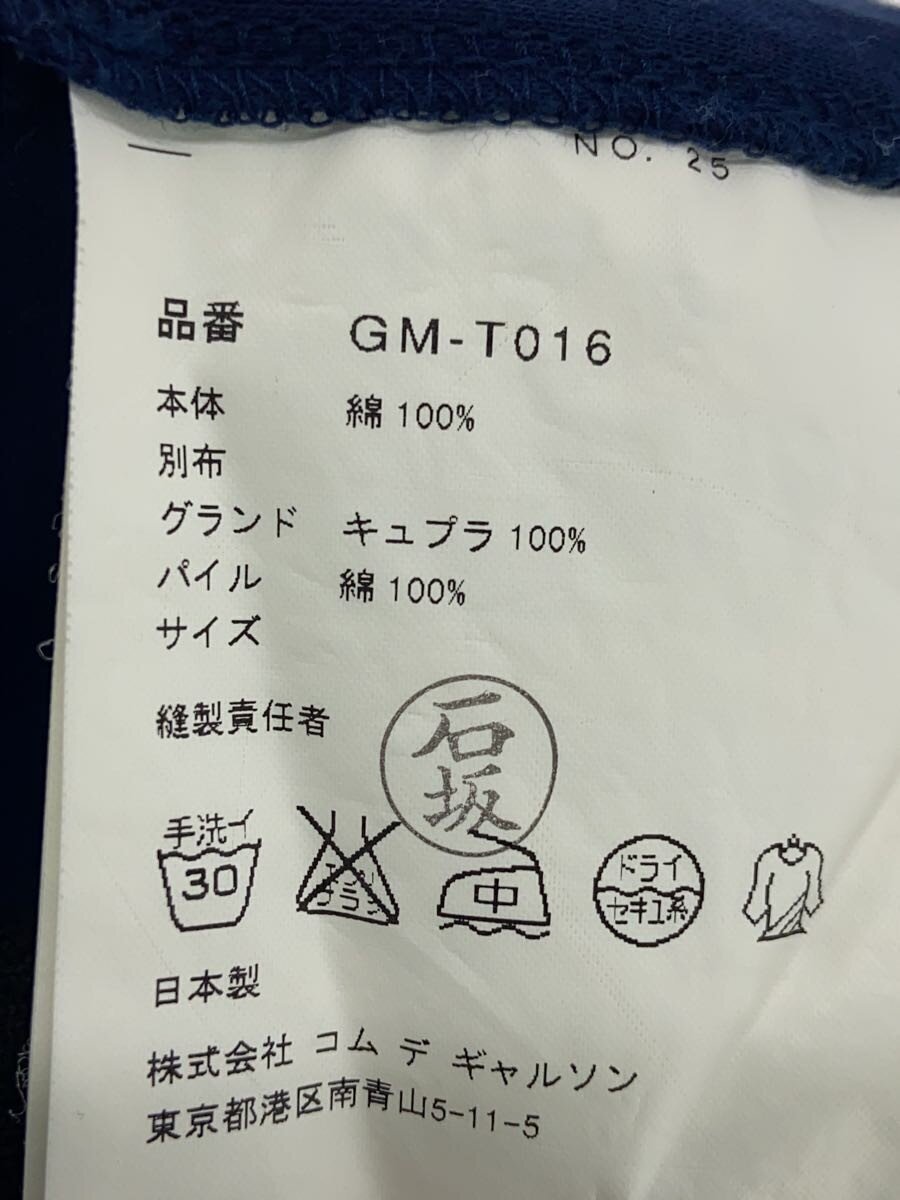 NO. 25
品番 GM-T016
本体 綿 100%
別布
グランド キュプラ 100%
パイル 綿 100%
サイズ
縫製責任者
石坂
手洗イ
30
中
ドライ
セキユ系
日本製
株式会社 コム デ ギャルソン
東京都港区南青山5-11-5